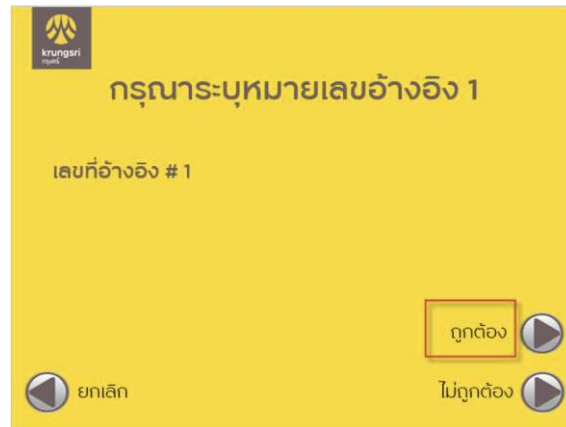 krungsri
กรุงศรี
กรุณาระบุหมายเลขอ้างอิง 1
เลขที่อ้างอิง # 1
ถูกต้อง
ยกเลิก
ไม่ถูกต้อง